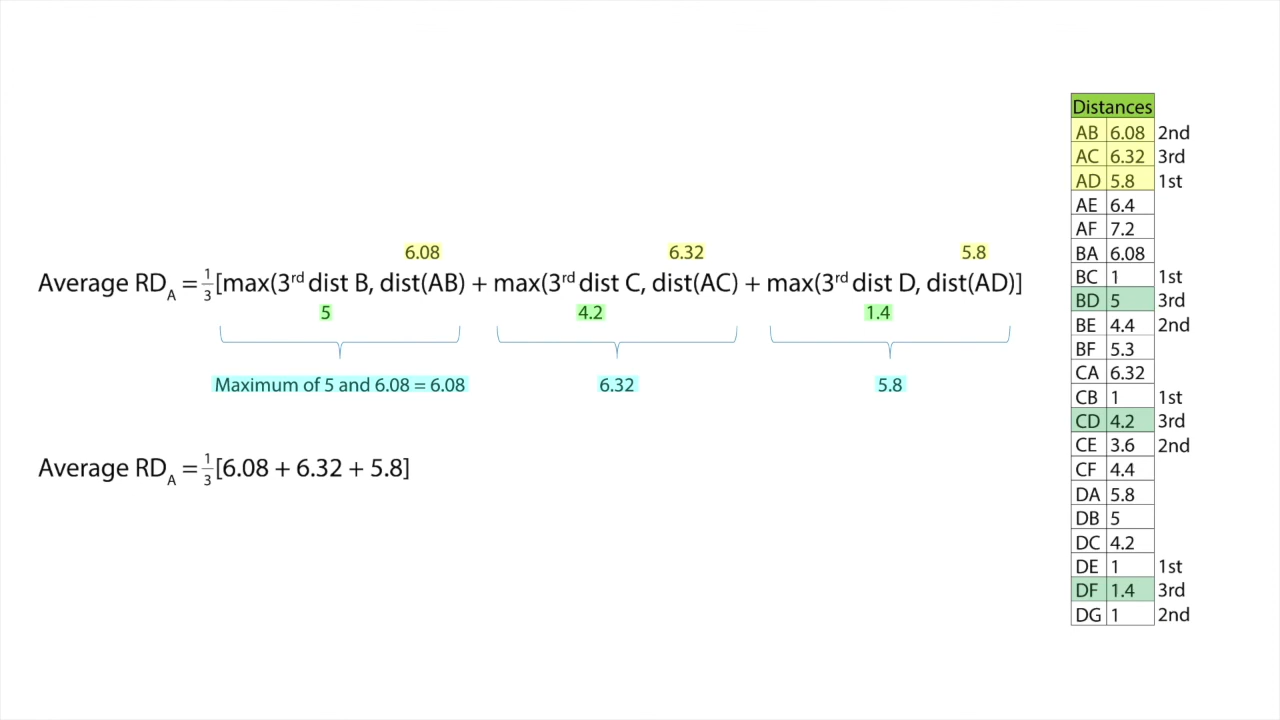 6.08 6.32 5.8
Average RD_A = 1/3[max(3rd dist B, dist(AB) + max(3rd dist C, dist(AC) + max(3rd dist D, dist(AD)]
5 4.2 1.4
Maximum of 5 and 6.08 = 6.08 6.32 5.8
Average RD_A = 1/3[6.08 + 6.32 + 5.8]
Distances
AB 6.08 2nd
AC 6.32 3rd
AD 5.8 1st
AE 6.4
AF 7.2
BA 6.08
BC 1 1st
BD 5 3rd
BE 4.4 2nd
BF 5.3
CA 6.32
CB 1 1st
CD 4.2 3rd
CE 3.6 2nd
CF 4.4
DA 5.8
DB 5
DC 4.2
DE 1 1st
DF 1.4 3rd
DG 1 2nd